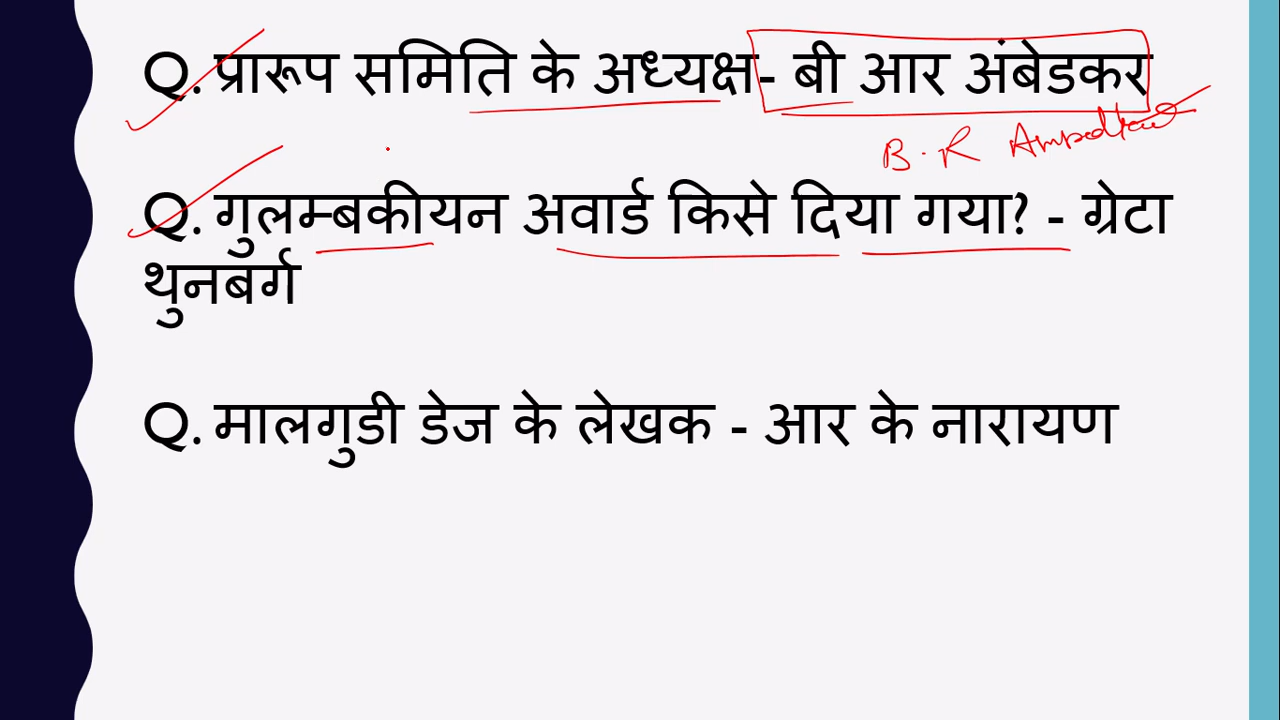 Q. प्रारूप समिति के अध्यक्ष- बी आर अंबेडकर
B.R Ambedkar
Q. गुलम्बकीयन अवार्ड किसे दिया गया? - ग्रेटा
थुनबर्ग
Q. मालगुडी डेज के लेखक - आर के नारायण